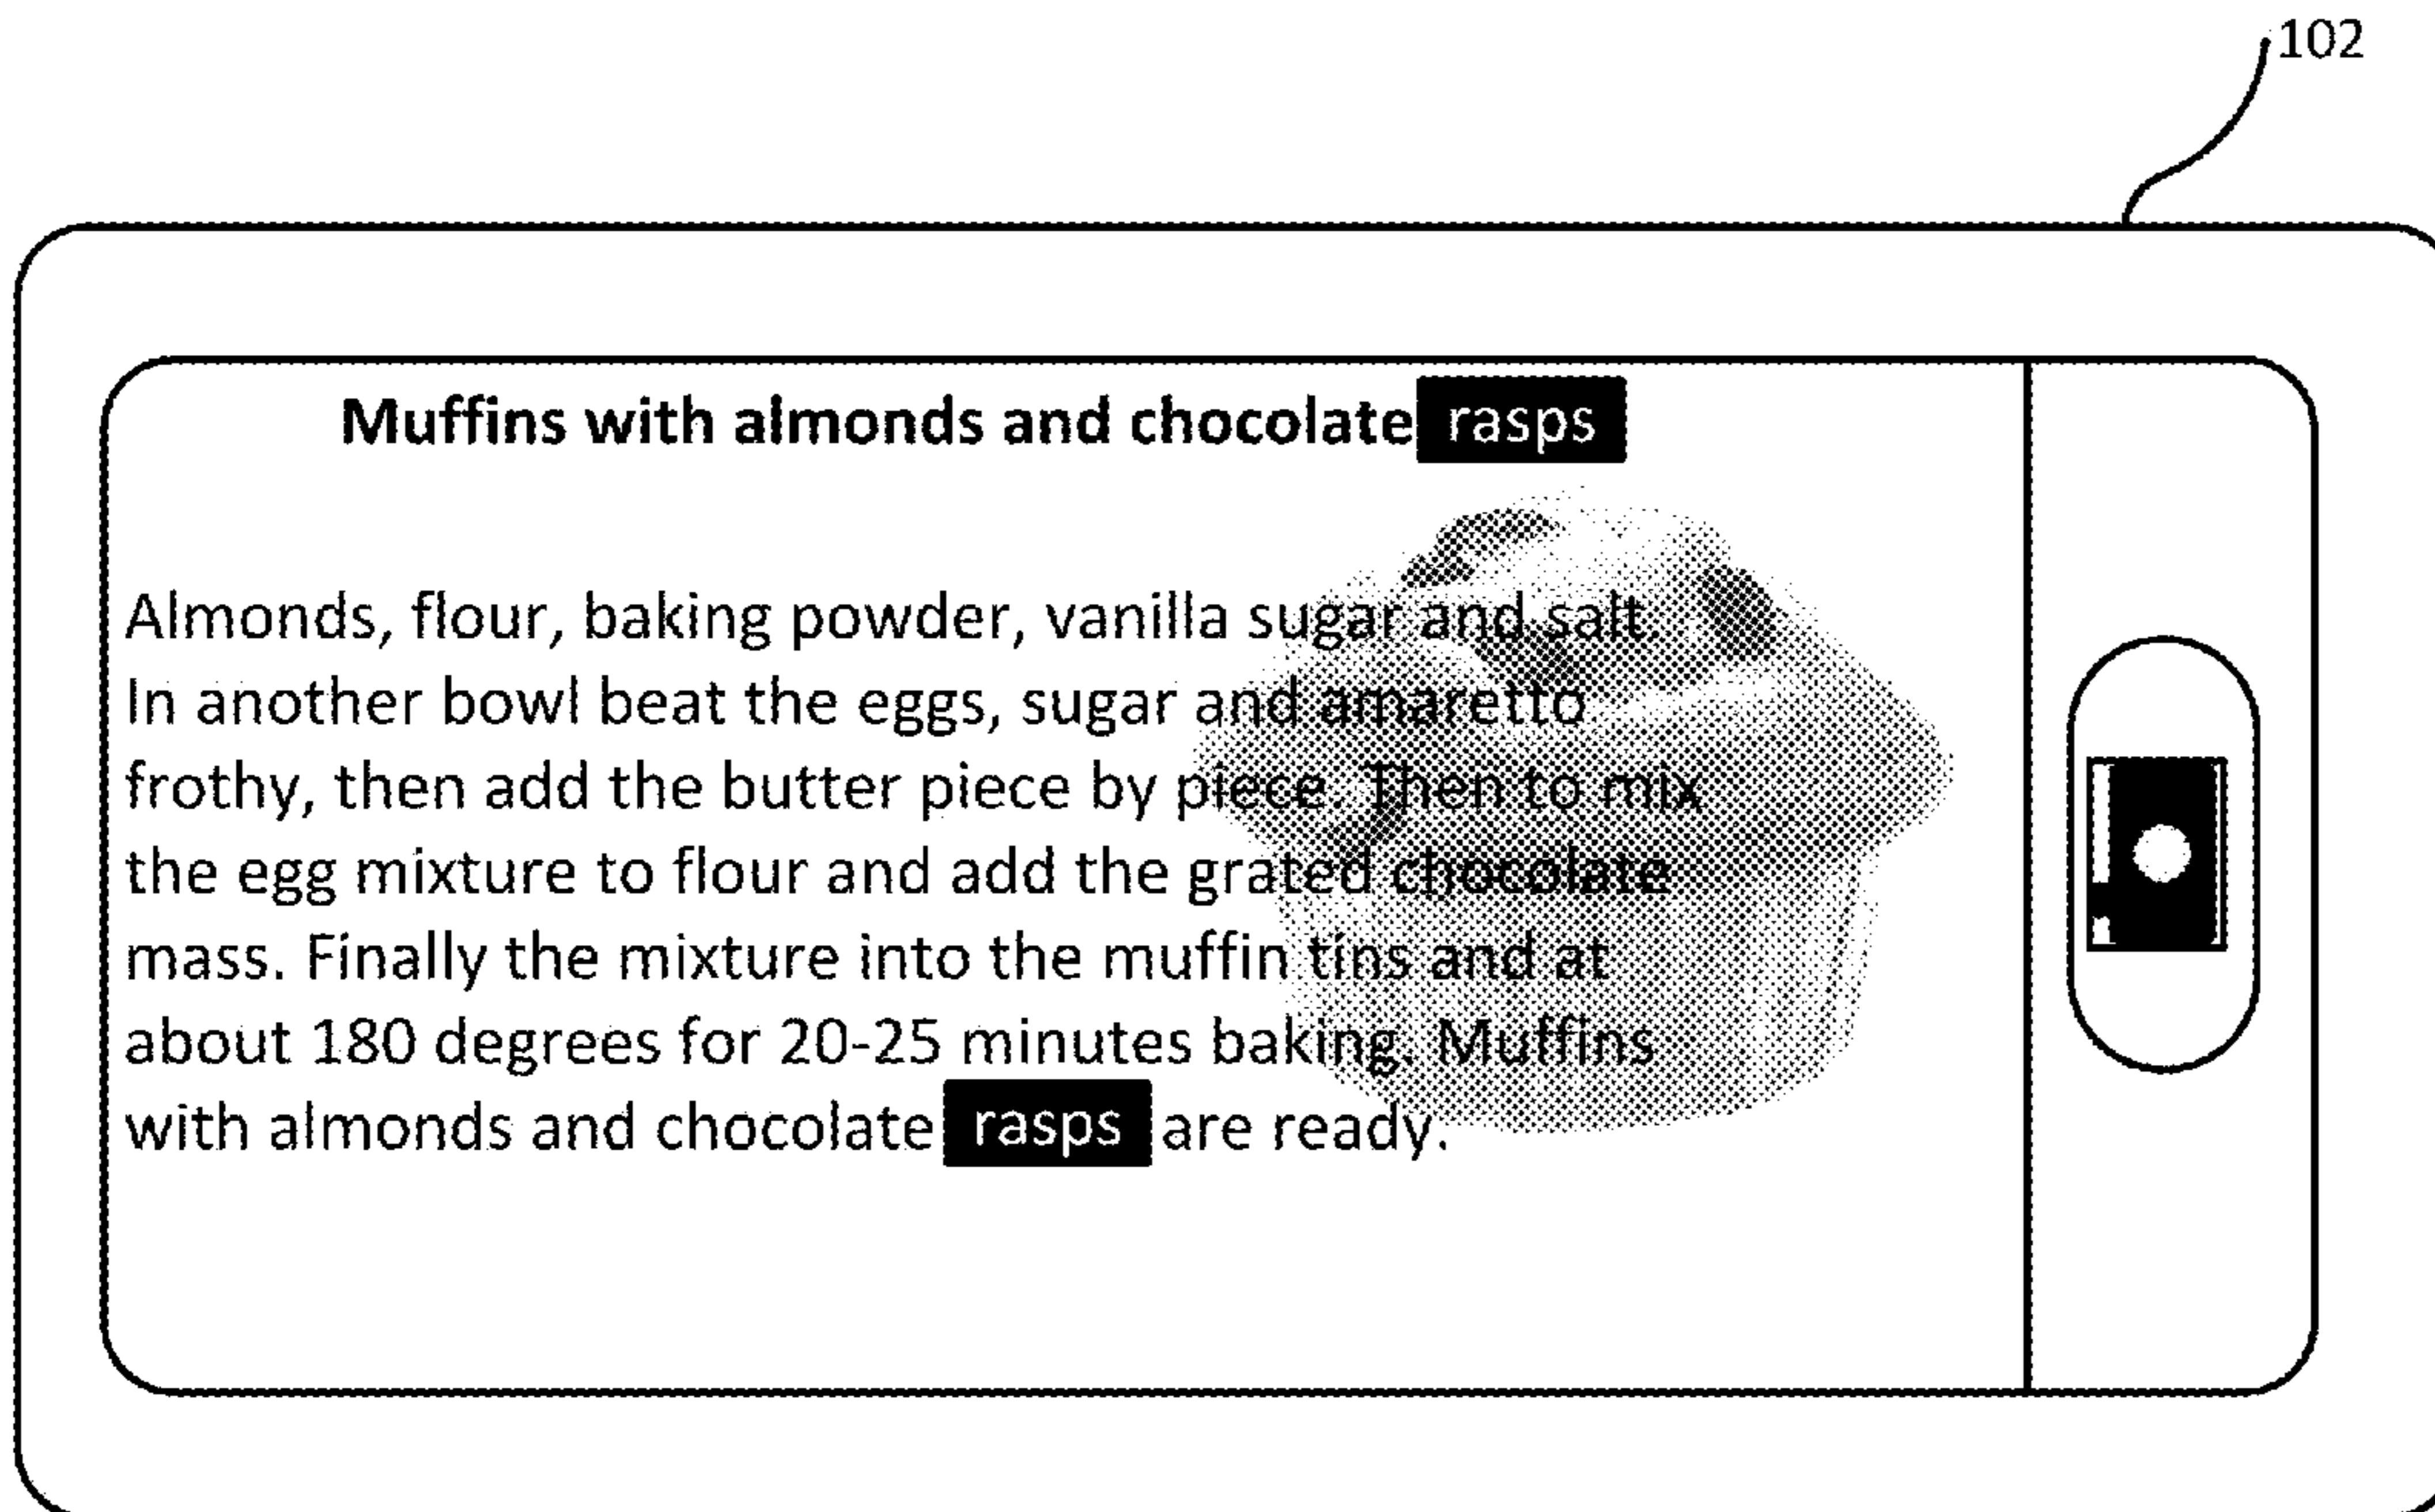 102
Muffins with almonds and chocolate rasps
Almonds, flour, baking powder, vanilla sugar and salt.
In another bowl beat the eggs, sugar and amaretto
frothy, then add the butter piece by piece. Then to mix
the egg mixture to flour and add the grated chocolate
mass. Finally the mixture into the muffin tins and at
about 180 degrees for 20-25 minutes baking. Muffins
with almonds and chocolate rasps are ready.